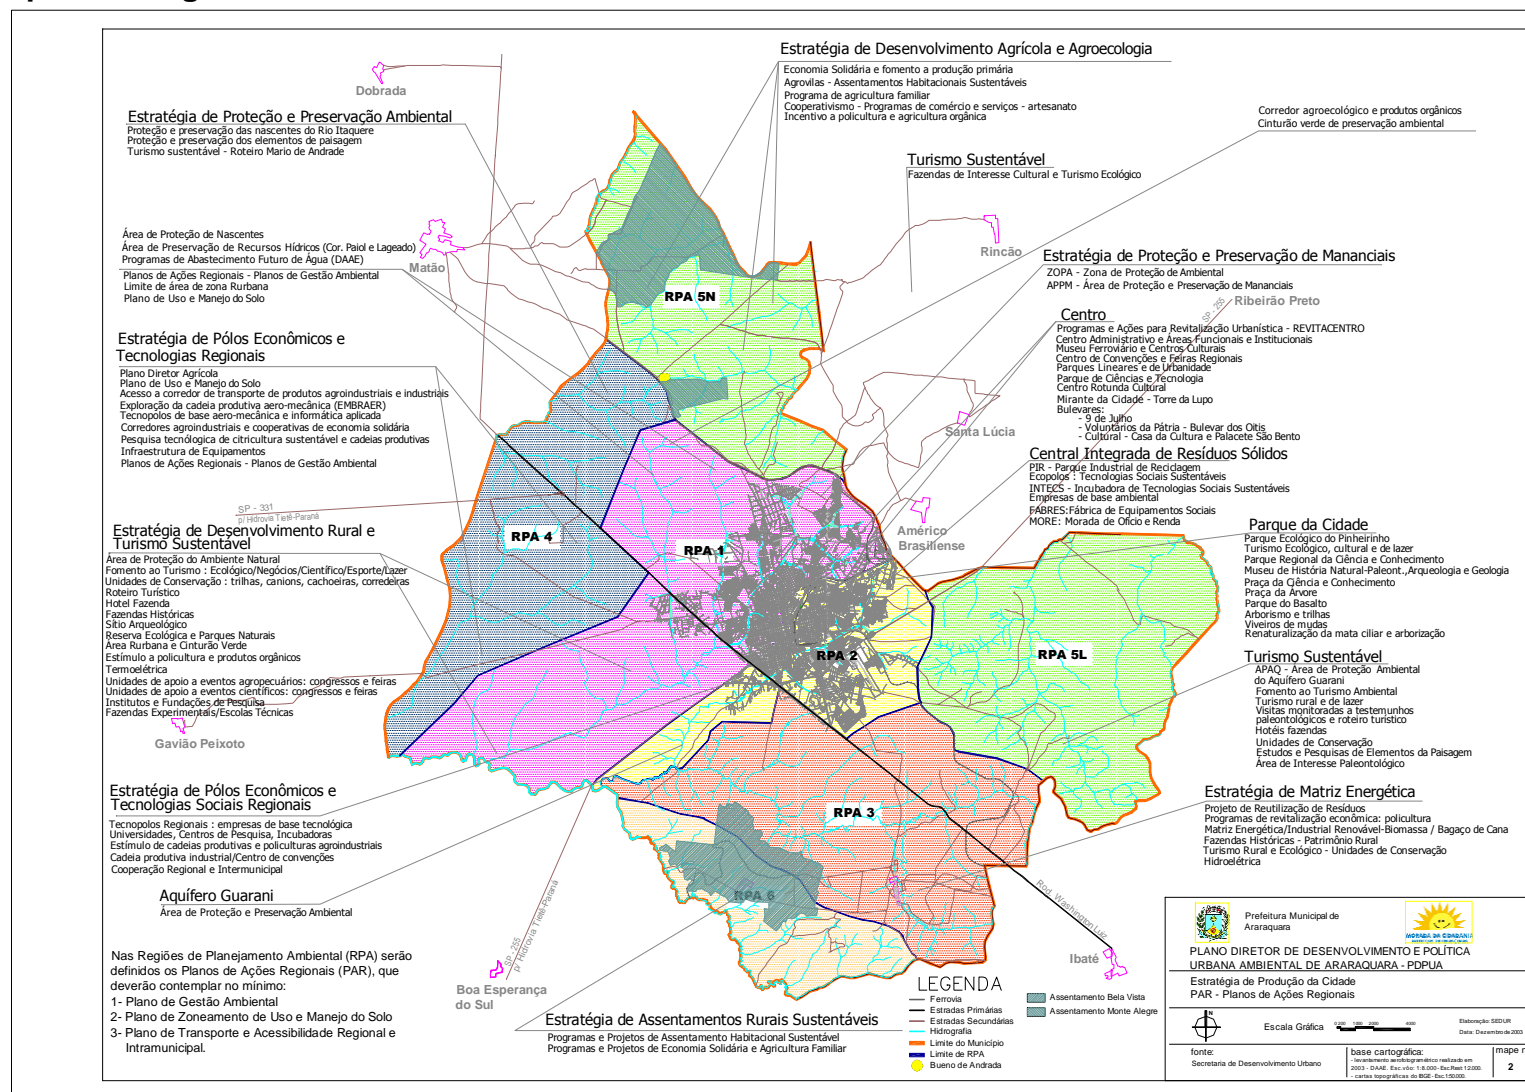 Estratégia de Desenvolvimento Agrícola e Agroecologia
Economia Solidária e fomento a produção primária
Agrovilas - Assentamentos Habitacionais Sustentáveis
Programa de agricultura familiar
Cooperativismo - Programas de comércio e serviços - artesanato
Incentivo a policultura e agricultura orgânica
Corredor agroecológico e produtos orgânicos
Cinturão verde de preservação ambiental
Dobrada
Estratégia de Proteção e Preservação Ambiental
Proteção e preservação das nascentes do Rio Itaquere
Proteção e preservação dos elementos de paisagem
Turismo sustentável - Roteiro Mario de Andrade
Turismo Sustentável
Fazendas de Interesse Cultural e Turismo Ecológico
Área de Proteção de Nascentes
Área de Preservação de Recursos Hídricos (Cor. Paiol e Lageado)
Programas de Abastecimento Futuro de Água (DAAE)
Planos de Ações Regionais - Planos de Gestão Ambiental
Limite de área de zona Rurbana
Plano de Uso e Manejo do Solo
Matão
Rincão
Estratégia de Proteção e Preservação de Mananciais
ZOPA - Zona de Proteção de Ambiental
APPM - Área de Proteção e Preservação de Mananciais
SP - 255
Ribeirão Preto
RPA 5N
Centro
Programas e Ações para Revitalização Urbanística - REVITACENTRO
Centro Administrativo e Áreas Funcionais e Institucionais
Museu Ferroviário e Centros Culturais
Centro de Convenções e Feiras Regionais
Parques Lineares e de Urbanidade
Parque de Ciências e Tecnologia
Centro Rotunda Cultural
Mirante da Cidade - Torre da Lupo
Bulevares:
- 9 de Julho
- Voluntários da Pátria - Bulevar dos Oitis
- Cultural - Casa da Cultura e Palacete São Bento
Santa Lúcia
Estratégia de Pólos Econômicos e
Tecnologias Regionais
Plano Diretor Agrícola
Plano de Uso e Manejo do Solo
Acesso a corredor de transporte de produtos agroindustriais e industriais
Exploração da cadeia produtiva aero-mecânica (EMBRAER)
Tecnopolos de base aero-mecânica e informática aplicada
Corredores agroindustriais e cooperativas de economia solidária
Pesquisa tecnólogica de citricultura sustentável e cadeias produtivas
Infraestrutura de Equipamentos
Planos de Ações Regionais - Planos de Gestão Ambiental
Central Integrada de Resíduos Sólidos
PIR - Parque Industrial de Reciclagem
Ecopolos : Tecnologias Sociais Sustentáveis
INTECS - Incubadora de Tecnologias Sociais Sustentáveis
Empresas de base ambiental
FABRES:Fábrica de Equipamentos Sociais
MORE: Morada de Ofício e Renda
SP - 331
p/ Hidrovia Tietê-Paraná
Américo
Brasiliense
Estratégia de Desenvolvimento Rural e
Turismo Sustentável
Área de Proteção do Ambiente Natural
Fomento ao Turismo : Ecológico/Negócios/Científico/Esporte/Lazer
Unidades de Conservação : trilhas, canions, cachoeiras, corredeiras
Roteiro Turístico
Hotel Fazenda
Fazendas Históricas
Sítio Arqueológico
Reserva Ecológica e Parques Naturais
Área Rurbana e Cinturão Verde
Estímulo a policultura e produtos orgânicos
Termoelétrica
Unidades de apoio a eventos agropecuários: congressos e feiras
Unidades de apoio a eventos científicos: congressos e feiras
Institutos e Fundações de Pesquisa
Fazendas Experimentais/Escolas Técnicas
Gavião Peixoto
RPA 4
RPA 1
RPA 2
RPA 5L
Parque da Cidade
Parque Ecológico do Pinheirinho
Turismo Ecológico, cultural e de lazer
Parque Regional da Ciência e Conhecimento
Museu de História Natural-Paleont.,Arqueologia e Geologia
Praça da Ciência e Conhecimento
Praça da Árvore
Parque do Basalto
Arborismo e trilhas
Viveiros de mudas
Renaturalização da mata ciliar e arborização
Turismo Sustentável
APAQ - Área de Proteção Ambiental
do Aquífero Guarani
Fomento ao Turismo Ambiental
Turismo rural e de lazer
Visitas monitoradas a testemunhos
paleontológicos e roteiro turístico
Hotéis fazendas
Unidades de Conservação
Estudos e Pesquisas de Elementos da Paisagem
Área de Interesse Paleontológico
Estratégia de Pólos Econômicos e
Tecnologias Sociais Regionais
Tecnopolos Regionais : empresas de base tecnológica
Universidades, Centros de Pesquisa, Incubadoras
Estímulo de cadeias produtivas e policulturas agroindustriais
Cadeia produtiva industrial/Centro de convenções
Cooperação Regional e Intermunicipal
RPA 3
RPA 6
Estratégia de Matriz Energética
Projeto de Reutilização de Resíduos
Programas de revitalização econômica: policultura
Matriz Energética/Industrial Renovável-Biomassa / Bagaço de Cana
Fazendas Históricas - Patrimônio Rural
Turismo Rural e Ecológico - Unidades de Conservação
Hidroelétrica
Aquífero Guarani
Área de Proteção e Preservação Ambiental
Rod. Washington Luiz
Ibaté
SP - 255
p/ Hidrovia Tietê-Paraná
Boa Esperança
do Sul
Nas Regiões de Planejamento Ambiental (RPA) serão
definidos os Planos de Ações Regionais (PAR), que
deverão contemplar no mínimo:
1- Plano de Gestão Ambiental
2- Plano de Zoneamento de Uso e Manejo do Solo
3- Plano de Transporte e Acessibilidade Regional e
Intramunicipal.
Estratégia de Assentamentos Rurais Sustentáveis
Programas e Projetos de Assentamento Habitacional Sustentável
Programas e Projetos de Economia Solidária e Agricultura Familiar
LEGENDA
Ferrovia
Estradas Primárias
Estradas Secundárias
Hidrografia
Limite do Município
Limite de RPA
Bueno de Andrada
Assentamento Bela Vista
Assentamento Monte Alegre
Prefeitura Municipal de
Araraquara
MORADA DA CIDADANIA
PLANO DIRETOR DE DESENVOLVIMENTO E POLÍTICA
URBANA AMBIENTAL DE ARARAQUARA - PDPUA
Estratégia de Produção da Cidade
PAR - Planos de Ações Regionais
N
Escala Gráfica
Elaboração: SEDUR
Data: Dezembro de 2003
fonte:
Secretaria de Desenvolvimento Urbano
base cartográfica:
- levantamento aerofotogramétrico realizado em
2003 - DAAE. Esc.vôo: 1:8.000-Esc.Rest:1:2.000.
- cartas topográficas do IBGE-Esc.1:50.000.
2